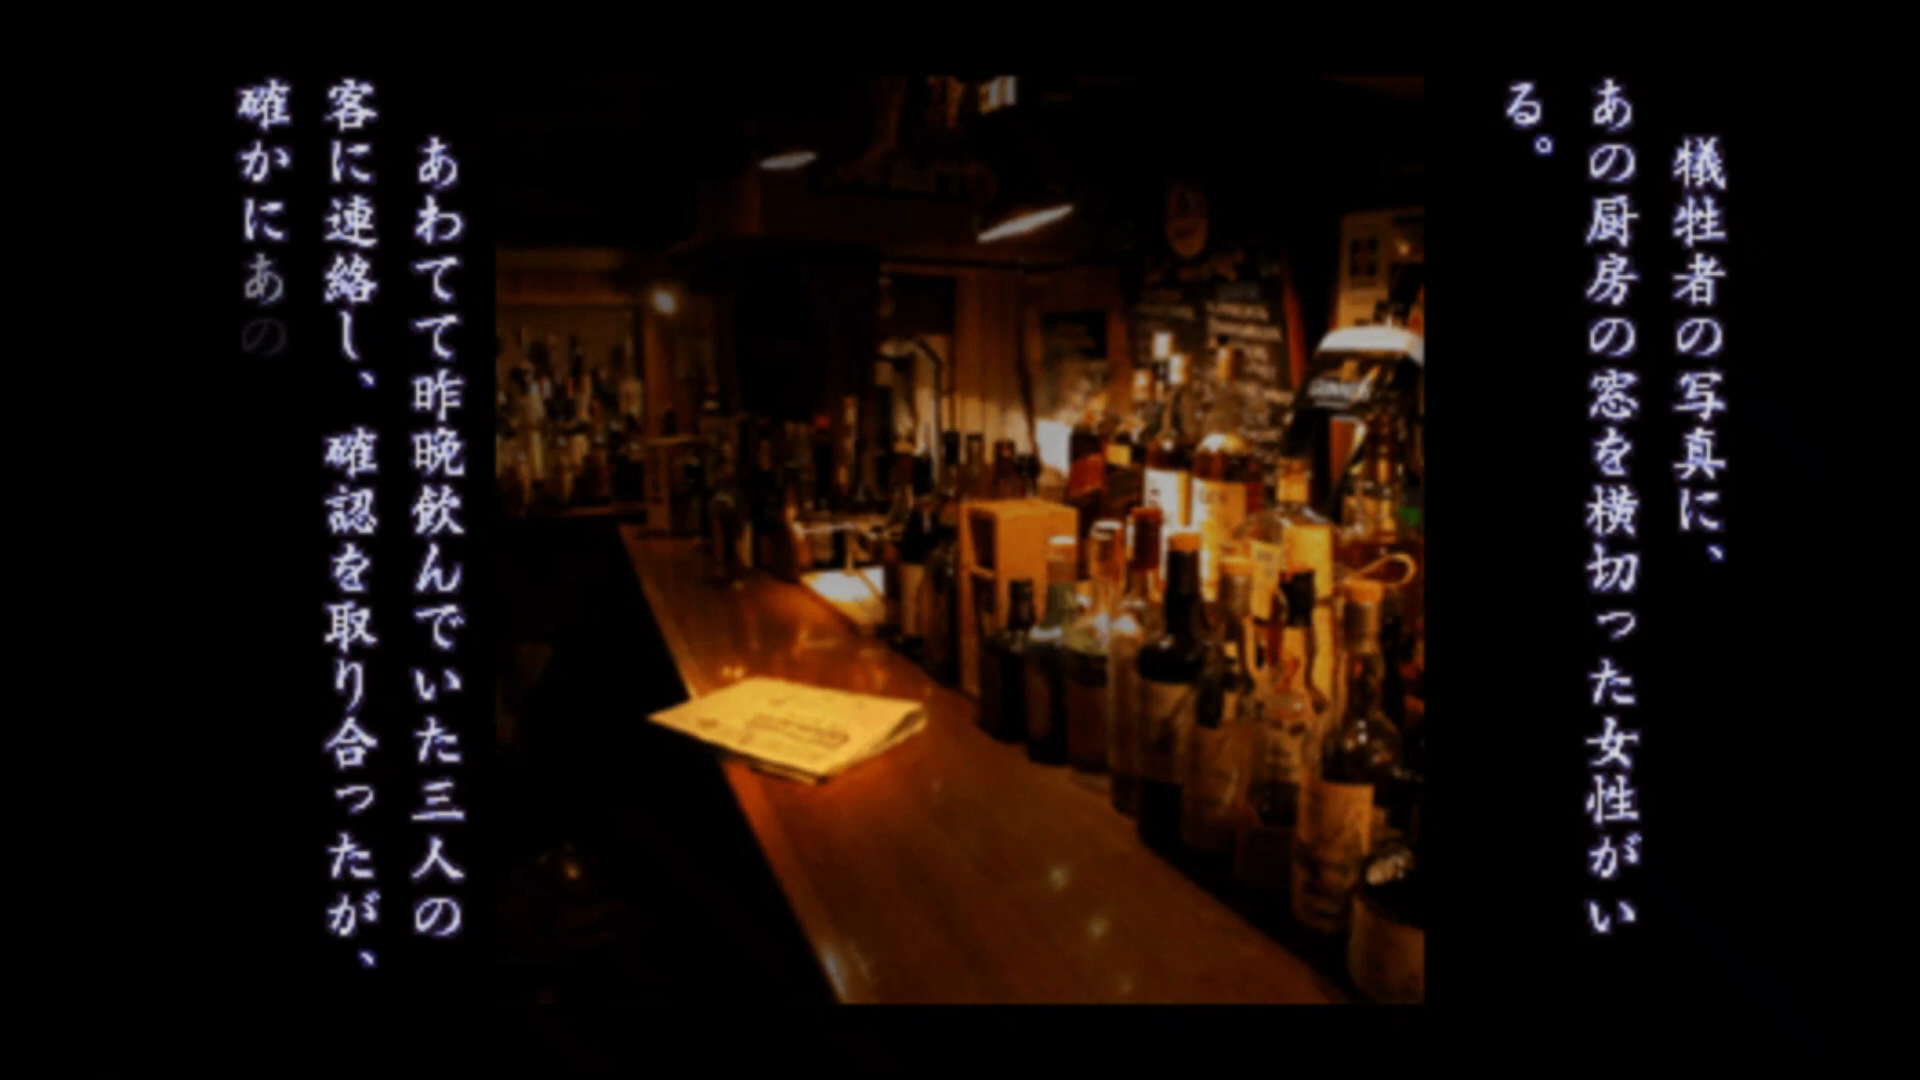 犠牲者の写真に、
あの厨房の窓を横切った女性がい
る。
あわてて昨晩飲んでいた三人の
客に連絡し、確認を取り合ったが、
確かにあの